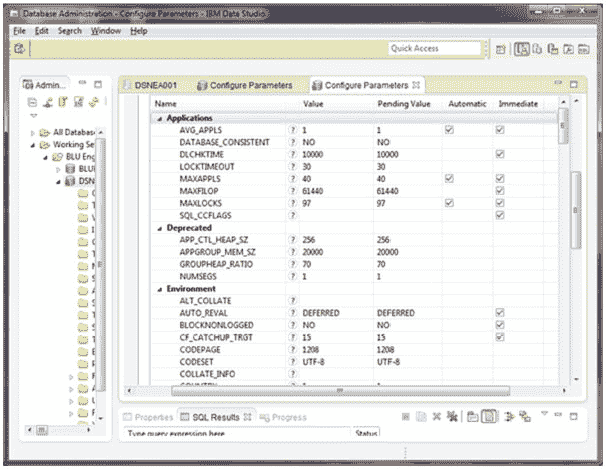 Database Administration - Configure Parameters - IBM Data Studio
File Edit Search Window Help
Quick Access
Admin...
DSNEA001 Configure Parameters Configure Parameters
Name Value Pending Value Automatic Immediate
All Databas
Working Se
BLU Eng
BLU
DSN
Applications
AVG_APPLS ? 1 1
DATABASE_CONSISTENT ? NO NO
DLCHKTIME ? 10000 10000
LOCKTIMEOUT ? 30 30
MAXAPPLS ? 40 40
MAXFILOP ? 61440 61440
MAXLOCKS ? 97 97
SQL_CCFLAGS ?
Deprecated
APP_CTL_HEAP_SZ ? 256 256
APPGROUP_MEM_SZ ? 20000 20000
GROUPHEAP_RATIO ? 70 70
NUMSEGS ? 1 1
Environment
ALT_COLLATE ?
AUTO_REVAL ? DEFERRED DEFERRED
BLOCKNONLOGGED ? NO NO
CF_CATCHUP_TRGT ? 15 15
CODEPAGE ? 1208 1208
CODESET ? UTF-8 UTF-8
COLLATE_INFO ?
COUNTRY
Properties SQL Results Progress
Type query expression here Status